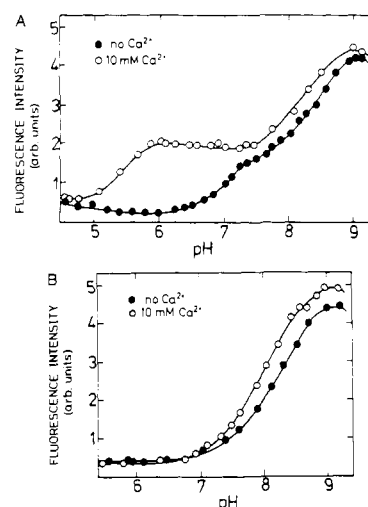 A
● no Ca²⁺
○ 10 mM Ca²⁺
FLUORESCENCE INTENSITY
(arb. units)
5
4
3
2
1
5 6 7 8 9
pH
B
● no Ca²⁺
○ 10 mM Ca²⁺
FLUORESCENCE INTENSITY
(arb. units)
5
4
3
2
1
6 7 8 9
pH